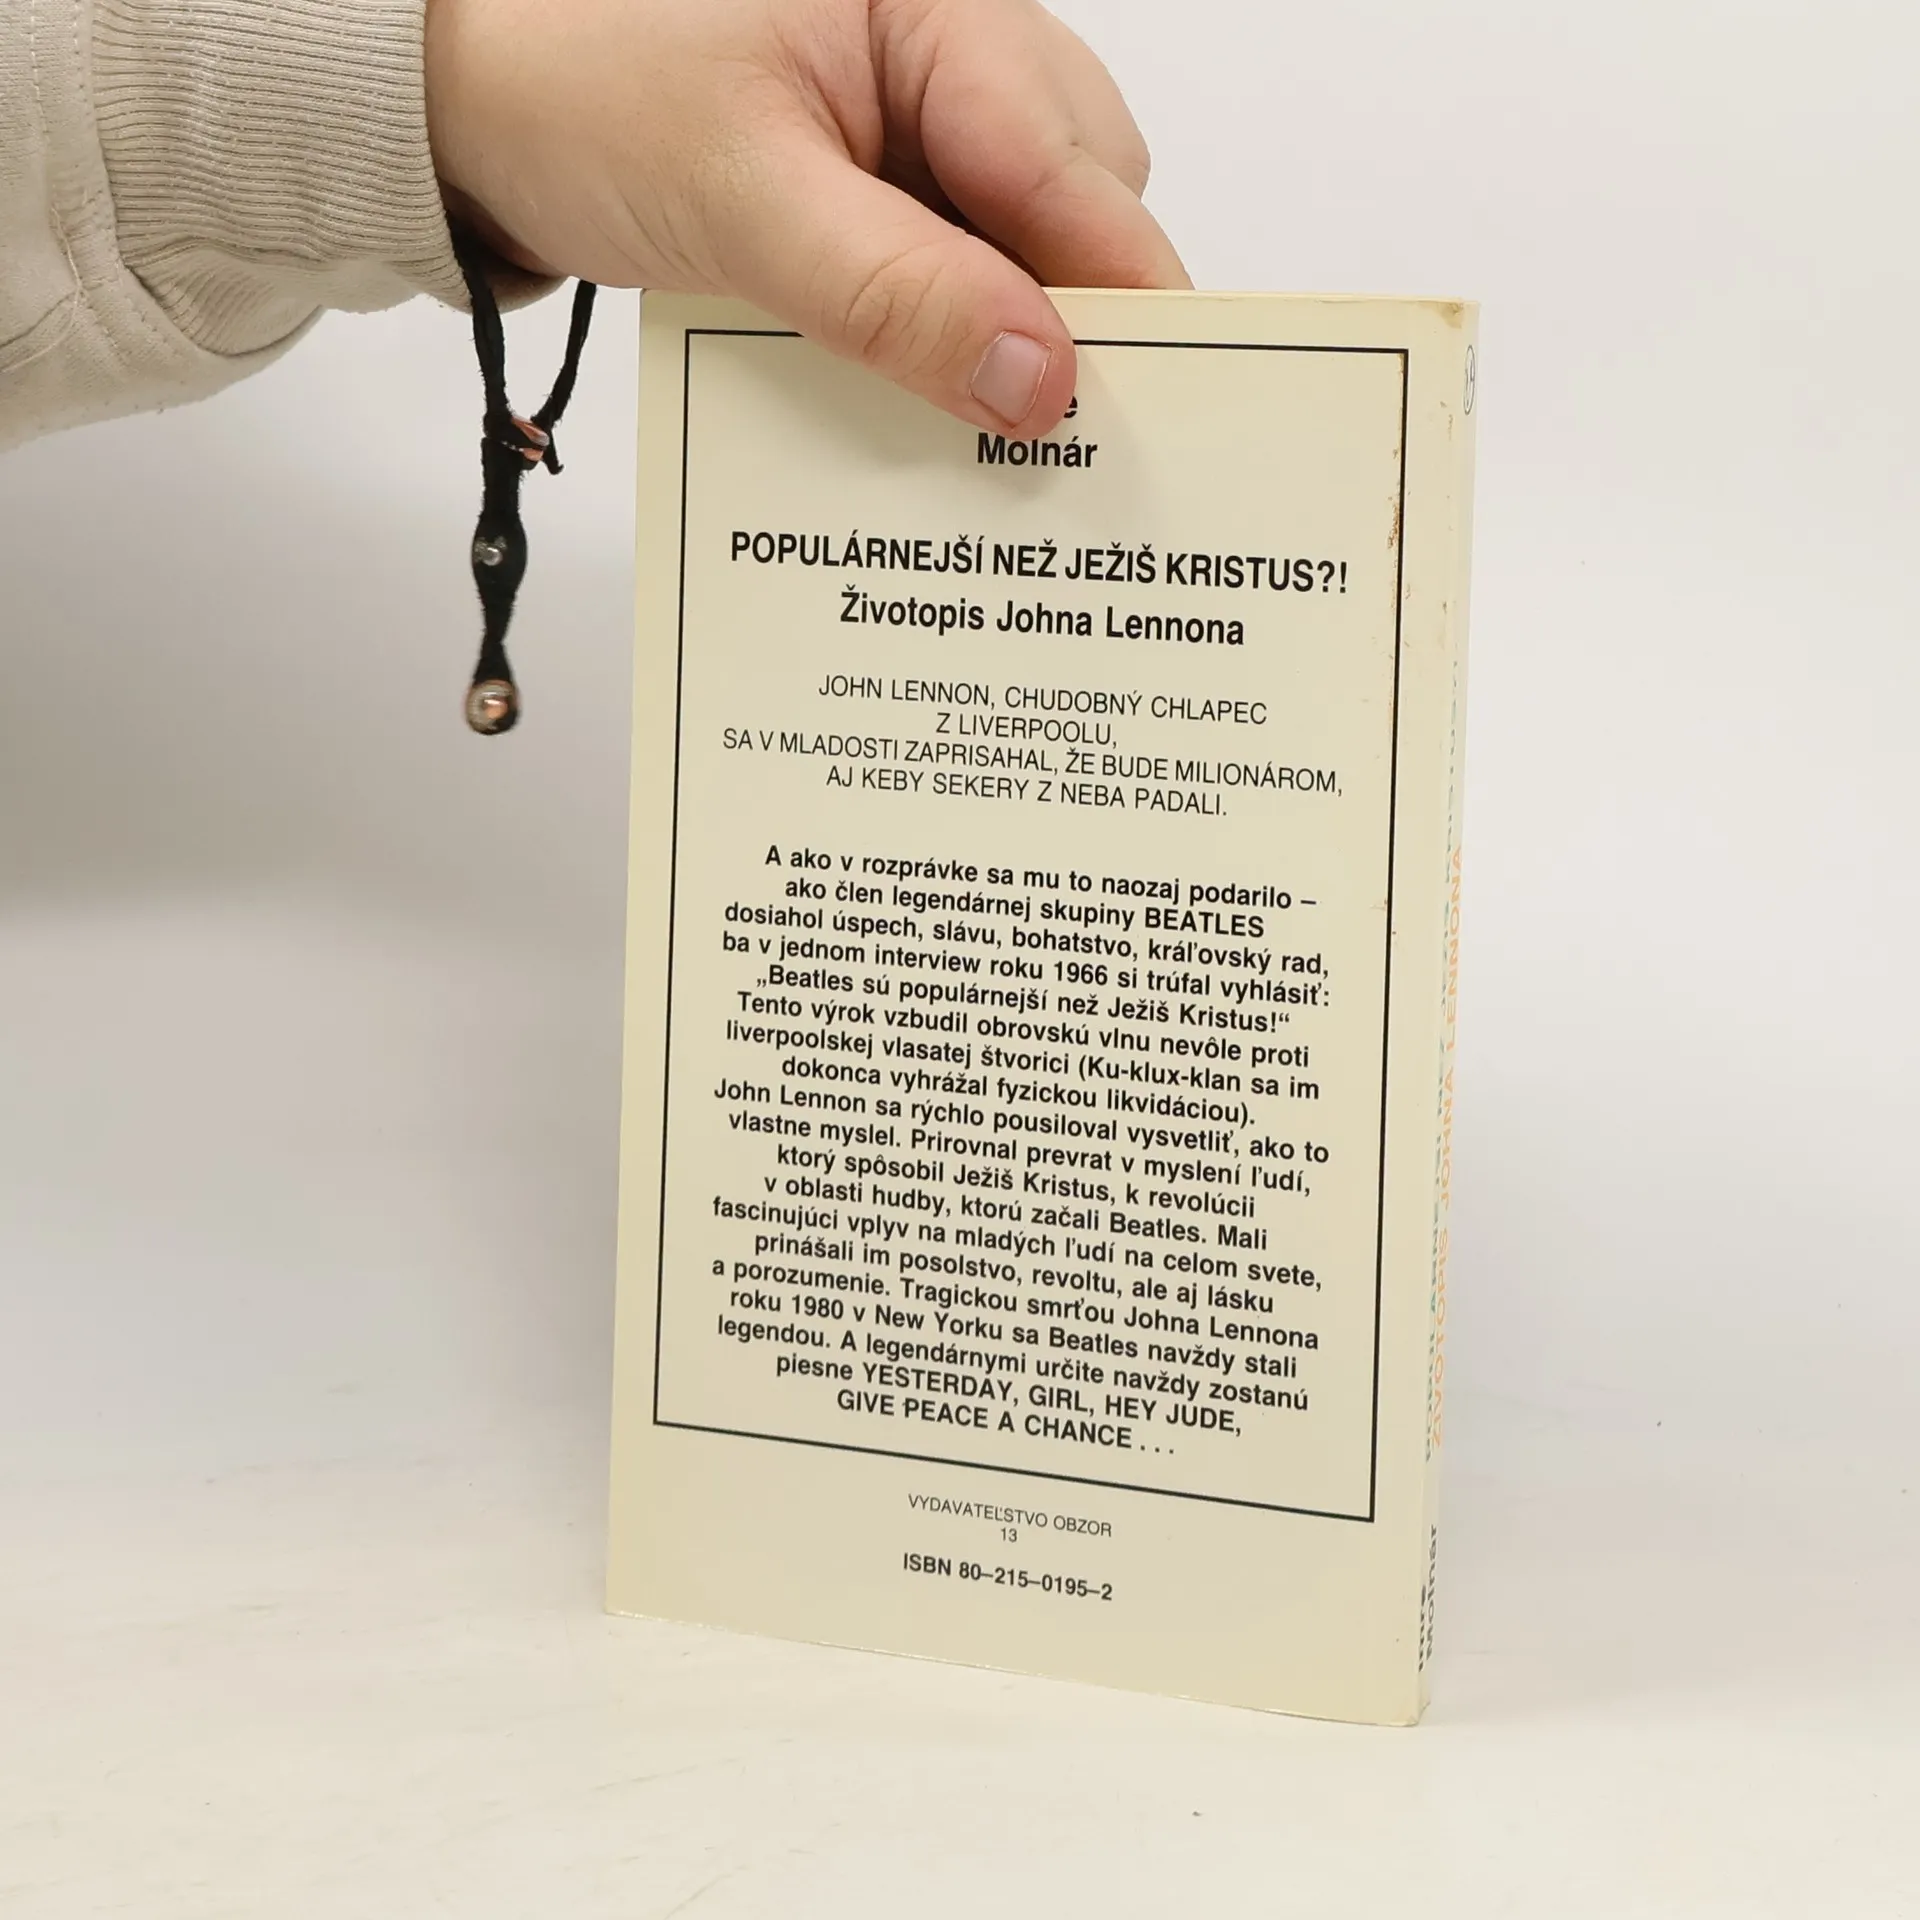 Molnár
POPULÁRNEJŠÍ NEŽ JEŽIŠ KRISTUS?!
Životopis Johna Lennona
JOHN LENNON, CHUDOBNÝ CHLAPEC
Z LIVERPOOLU,
SA V MLADOSTI ZAPRISAHAL, ŽE BUDE MILIONÁROM,
AJ KEBY SEKERY Z NEBA PADALI.
A ako v rozprávke sa mu to naozaj podarilo –
ako člen legendárnej skupiny BEATLES
dosiahol úspech, slávu, bohatstvo, kráľovský rad,
ba v jednom interview roku 1966 si trúfal vyhlásiť:
„Beatles sú populárnejší než Ježiš Kristus!“
Tento výrok vzbudil obrovskú vlnu nevôle proti
liverpoolskej vlasatej štvorici (Ku-klux-klan sa im
dokonca vyhrážal fyzickou likvidáciou).
John Lennon sa rýchlo pousiloval vysvetliť, ako to
vlastne myslel. Prirovnal prevrat v myslení ľudí,
ktorý spôsobil Ježiš Kristus, k revolúcii
v oblasti hudby, ktorú začali Beatles. Mali
fascinujúci vplyv na mladých ľudí na celom svete,
prinášali im posolstvo, revoltu, ale aj lásku
a porozumenie. Tragickou smrťou Johna Lennona
roku 1980 v New Yorku sa Beatles navždy stali
legendou. A legendárnymi určite navždy zostanú
piesne YESTERDAY, GIRL, HEY JUDE,
GIVE PEACE A CHANCE . . .
VYDAVATEĽSTVO OBZOR
13
ISBN 80–215–0195–2
ŽIVOTOPIS JOHNA LENNONA
Imre
Molnár